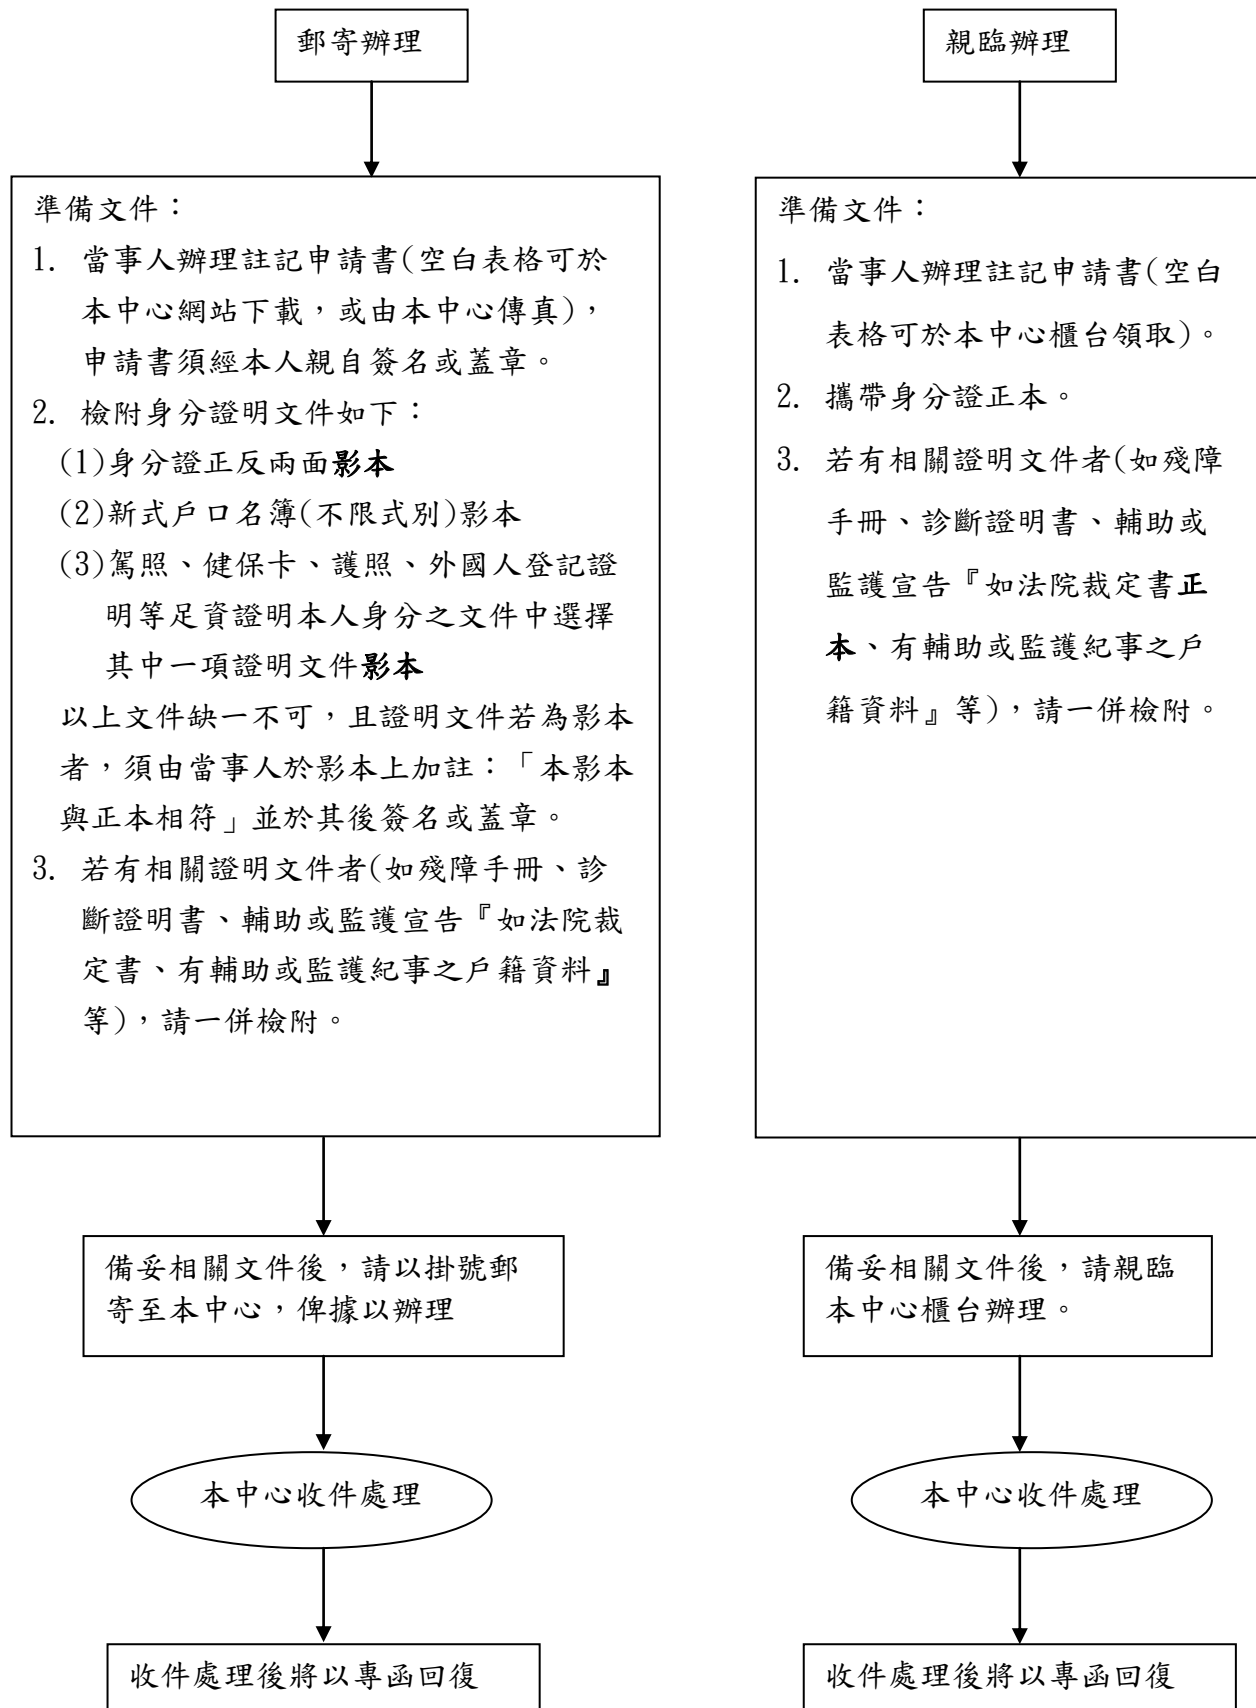 郵寄辦理
準備文件：
1. 當事人辦理註記申請書(空白表格可於
本中心網站下載，或由本中心傳真)，
申請書須經本人親自簽名或蓋章。
2. 檢附身分證明文件如下：
(1)身分證正反兩面影本
(2)新式戶口名簿(不限式別)影本
(3)駕照、健保卡、護照、外國人登記證
明等足資證明本人身分之文件中選擇
其中一項證明文件影本
以上文件缺一不可，且證明文件若為影本
者，須由當事人於影本上加註：「本影本
與正本相符」並於其後簽名或蓋章。
3. 若有相關證明文件者(如殘障手冊、診
斷證明書、輔助或監護宣告『如法院裁
定書、有輔助或監護紀事之戶籍資料』
等)，請一併檢附。
備妥相關文件後，請以掛號郵
寄至本中心，俾據以辦理
本中心收件處理
收件處理後將以專函回復
親臨辦理
準備文件：
1. 當事人辦理註記申請書(空白
表格可於本中心櫃台領取)。
2. 攜帶身分證正本。
3. 若有相關證明文件者(如殘障
手冊、診斷證明書、輔助或
監護宣告『如法院裁定書正
本、有輔助或監護紀事之戶
籍資料』等)，請一併檢附。
備妥相關文件後，請親臨
本中心櫃台辦理。
本中心收件處理
收件處理後將以專函回復